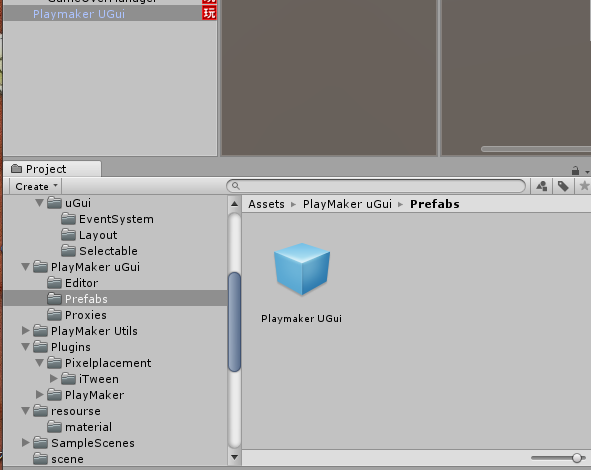 GameOverManager
Playmaker UGui 玩
Project
Create
Assets ▸ PlayMaker uGui ▸ Prefabs
uGui
EventSystem
Layout
Selectable
PlayMaker uGui
Editor
Prefabs
Proxies
PlayMaker Utils
Plugins
Pixelplacement
iTween
PlayMaker
resourse
material
SampleScenes
scene
Playmaker UGui